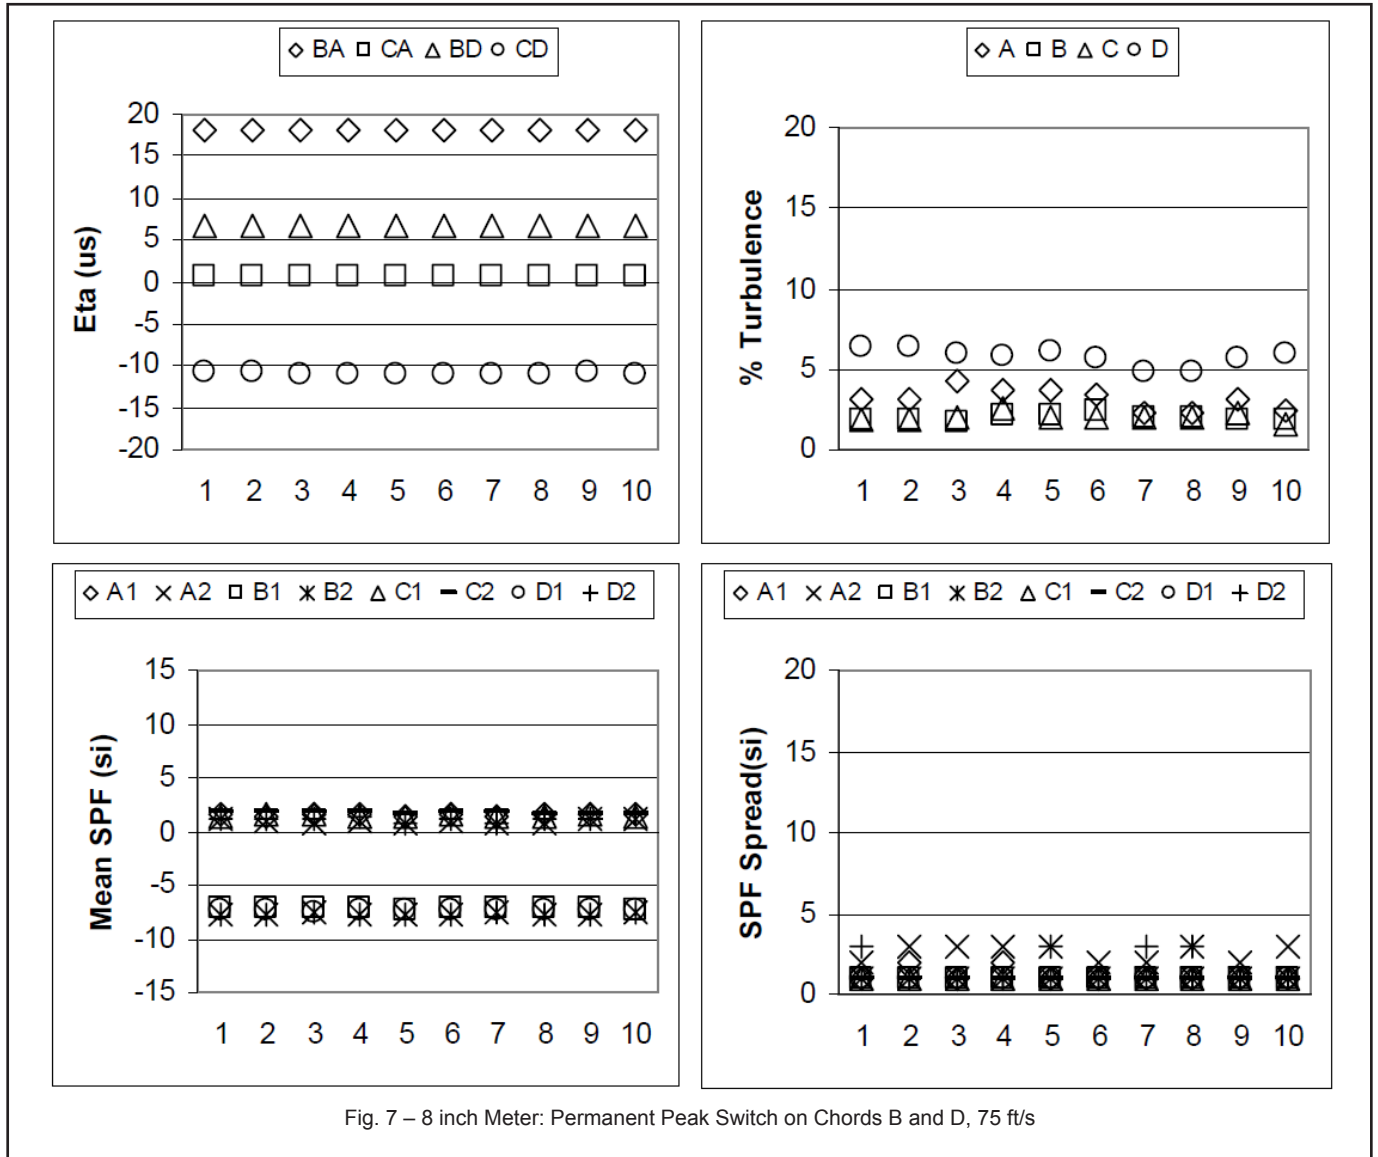 BA CA BD CD
20
15
10
5
0
-5
-10
-15
-20
Eta (us)
1 2 3 4 5 6 7 8 9 10
A B C D
20
15
10
5
0
% Turbulence
1 2 3 4 5 6 7 8 9 10
A1 A2 B1 B2 C1 C2 D1 D2
15
10
5
0
-5
-10
-15
Mean SPF (si)
1 2 3 4 5 6 7 8 9 10
A1 A2 B1 B2 C1 C2 D1 D2
20
15
10
5
0
SPF Spread(si)
1 2 3 4 5 6 7 8 9 10
Fig. 7 – 8 inch Meter: Permanent Peak Switch on Chords B and D, 75 ft/s